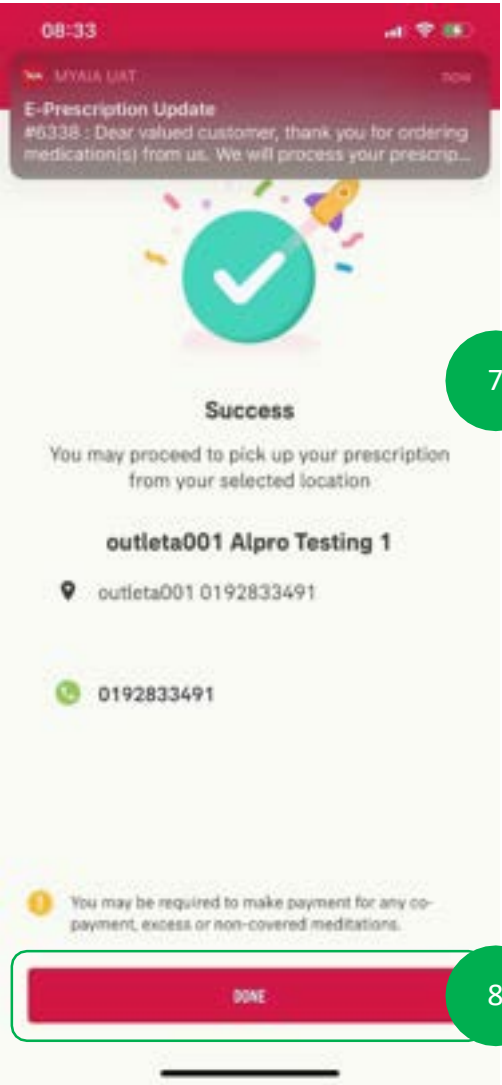 08:33
MYAIA UAT now
E-Prescription Update
#6338 : Dear valued customer, thank you for ordering
medication(s) from us. We will process your prescrip...
7
Success
You may proceed to pick up your prescription
from your selected location
outleta001 Alpro Testing 1
outleta001 0192833491
0192833491
You may be required to make payment for any co-
payment, excess or non-covered meditations.
DONE
8